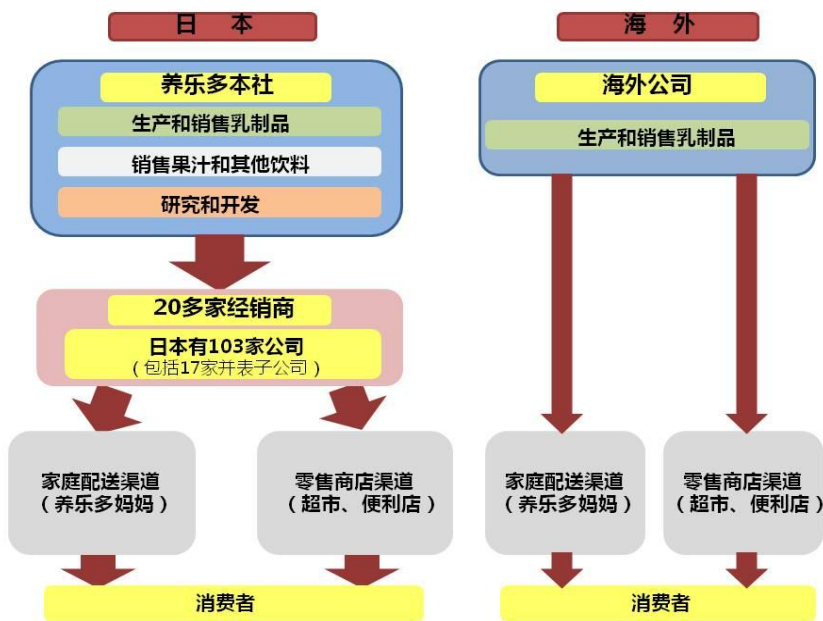 日 本
养乐多本社
生产和销售乳制品
销售果汁和其他饮料
研究和开发
20多家经销商
日本有103家公司
（包括17家并表子公司）
家庭配送渠道
（养乐多妈妈）
零售商店渠道
（超市、便利店）
消费者
海 外
海外公司
生产和销售乳制品
家庭配送渠道
（养乐多妈妈）
零售商店渠道
（超市、便利店）
消费者